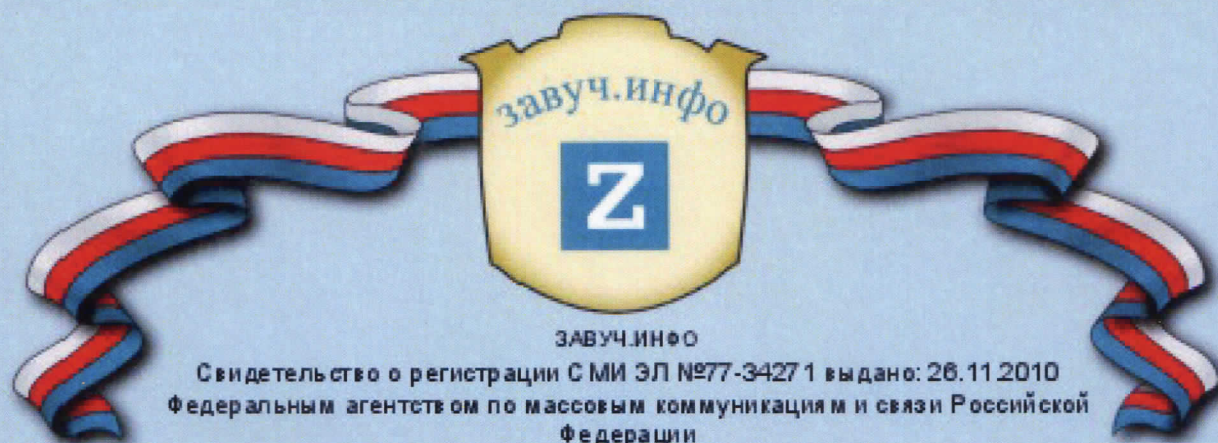 завуч.инфо
Z
ЗАВУЧ.ИНФО
Свидетельство о регистрации СМИ ЭЛ №77-34271 выдано: 26.11.2010
Федеральным агентством по массовым коммуникациям и связи Российской
Федерации